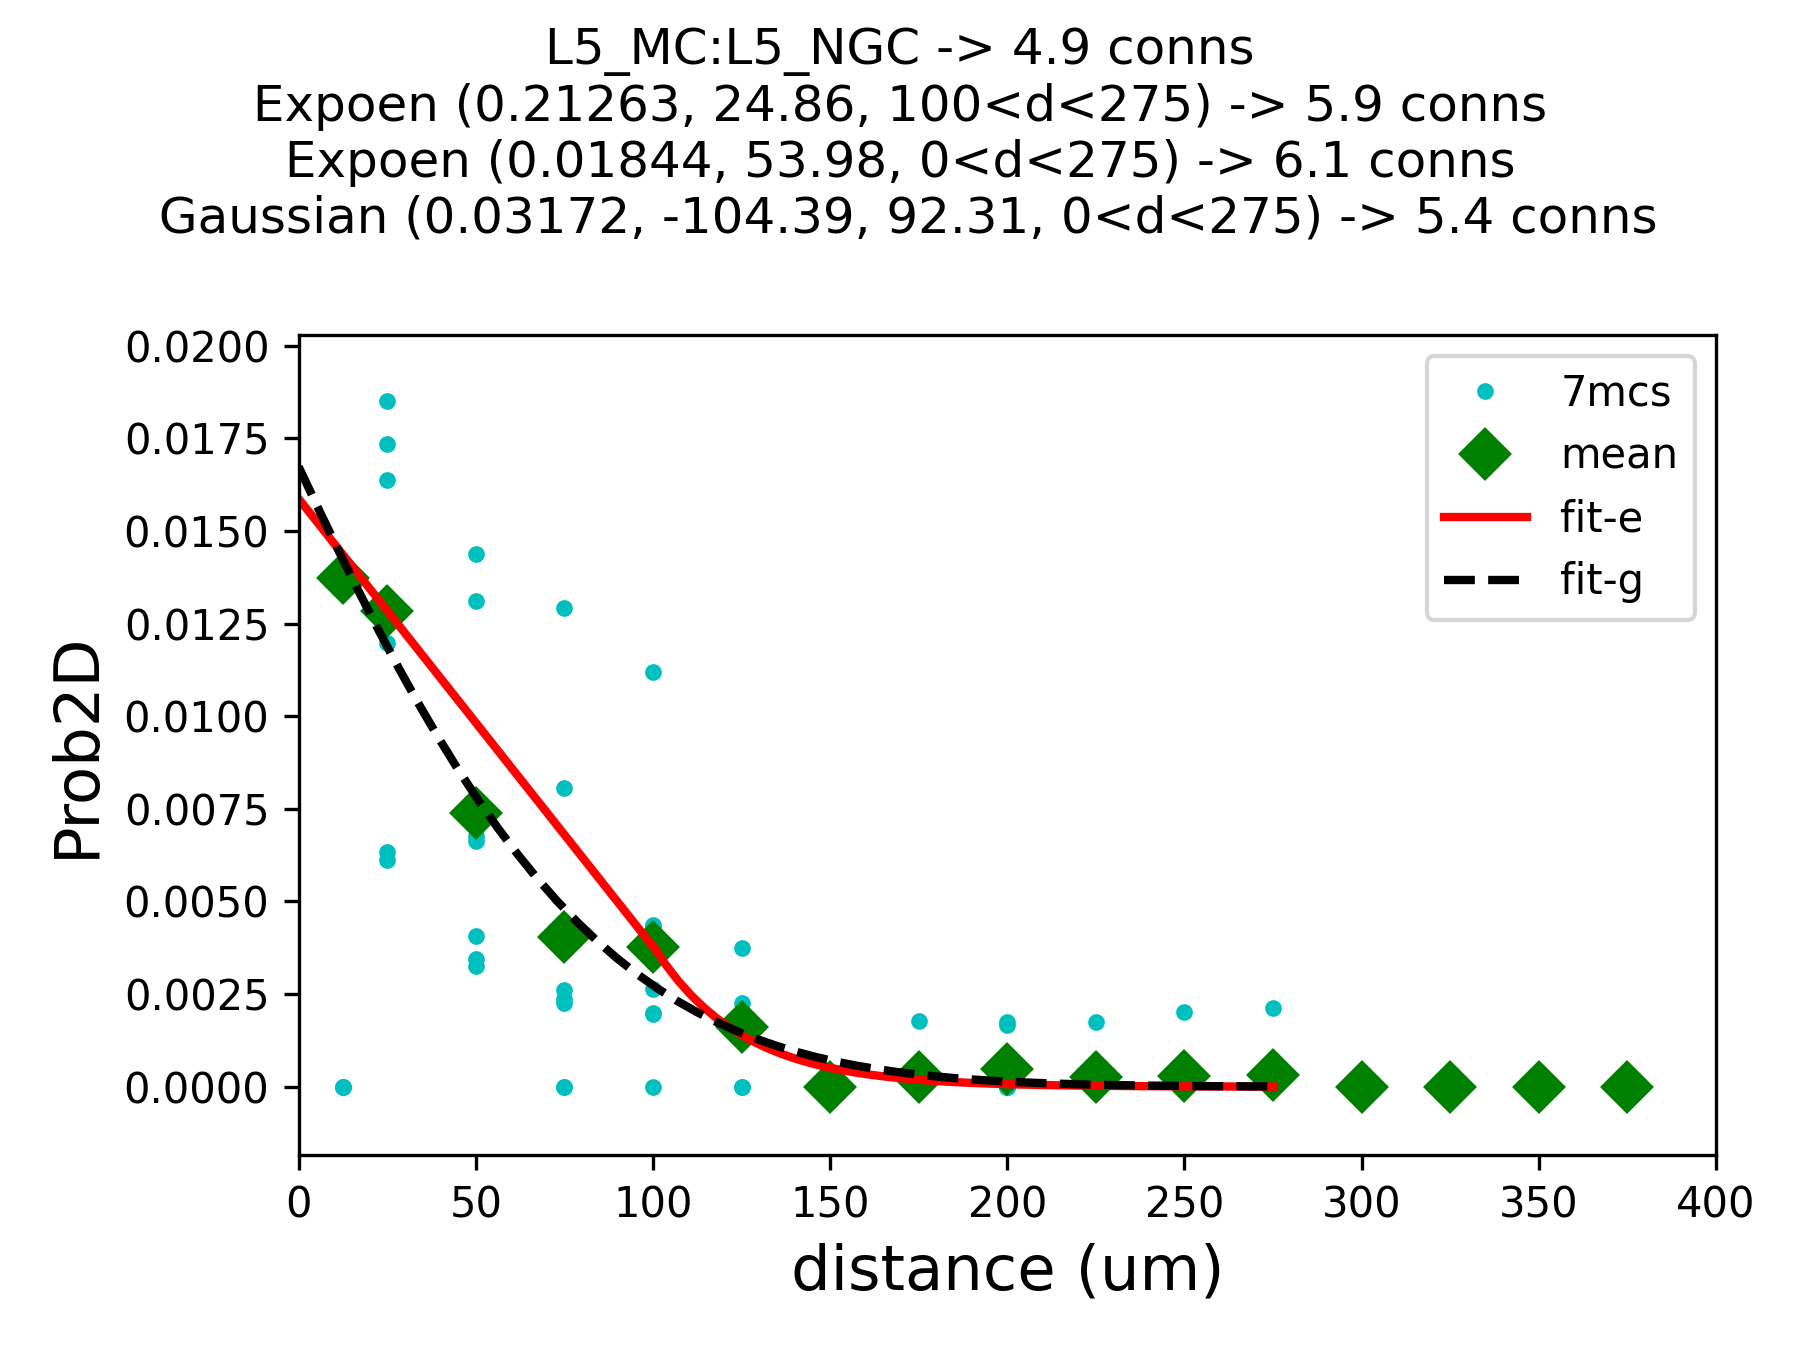 L5_MC:L5_NGC -> 4.9 conns
Expoen (0.21263, 24.86, 100<d<275) -> 5.9 conns
Expoen (0.01844, 53.98, 0<d<275) -> 6.1 conns
Gaussian (0.03172, -104.39, 92.31, 0<d<275) -> 5.4 conns
0.0200
0.0175
0.0150
0.0125
0.0100
0.0075
0.0050
0.0025
0.0000
Prob2D
7mcs
mean
fit-e
fit-g
0 50 100 150 200 250 300 350 400
distance (um)